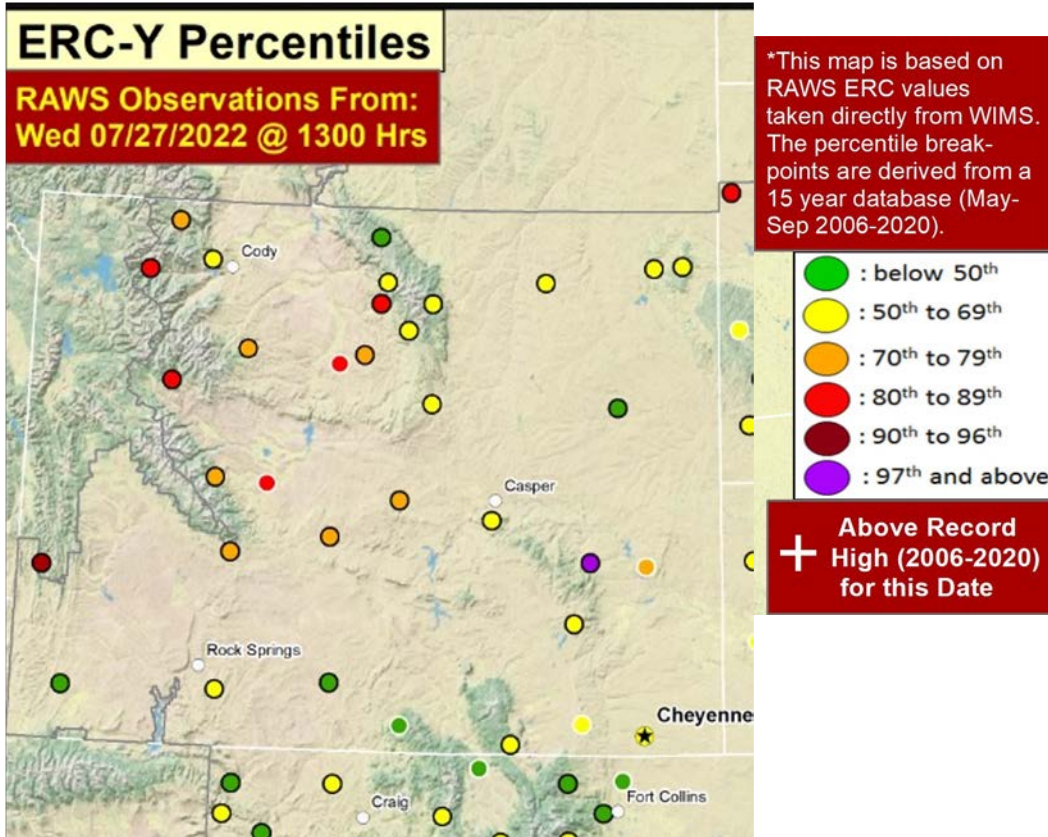 ERC-Y Percentiles
RAWS Observations From:
Wed 07/27/2022 @ 1300 Hrs
*This map is based on
RAWS ERC values
taken directly from WIMS.
The percentile break-
points are derived from a
15 year database (May-
Sep 2006-2020).
: below 50th
: 50th to 69th
: 70th to 79th
: 80th to 89th
: 90th to 96th
: 97th and above
+ Above Record
High (2006-2020)
for this Date
Cody
Casper
Rock Springs
Cheyenne
Craig
Fort Collins